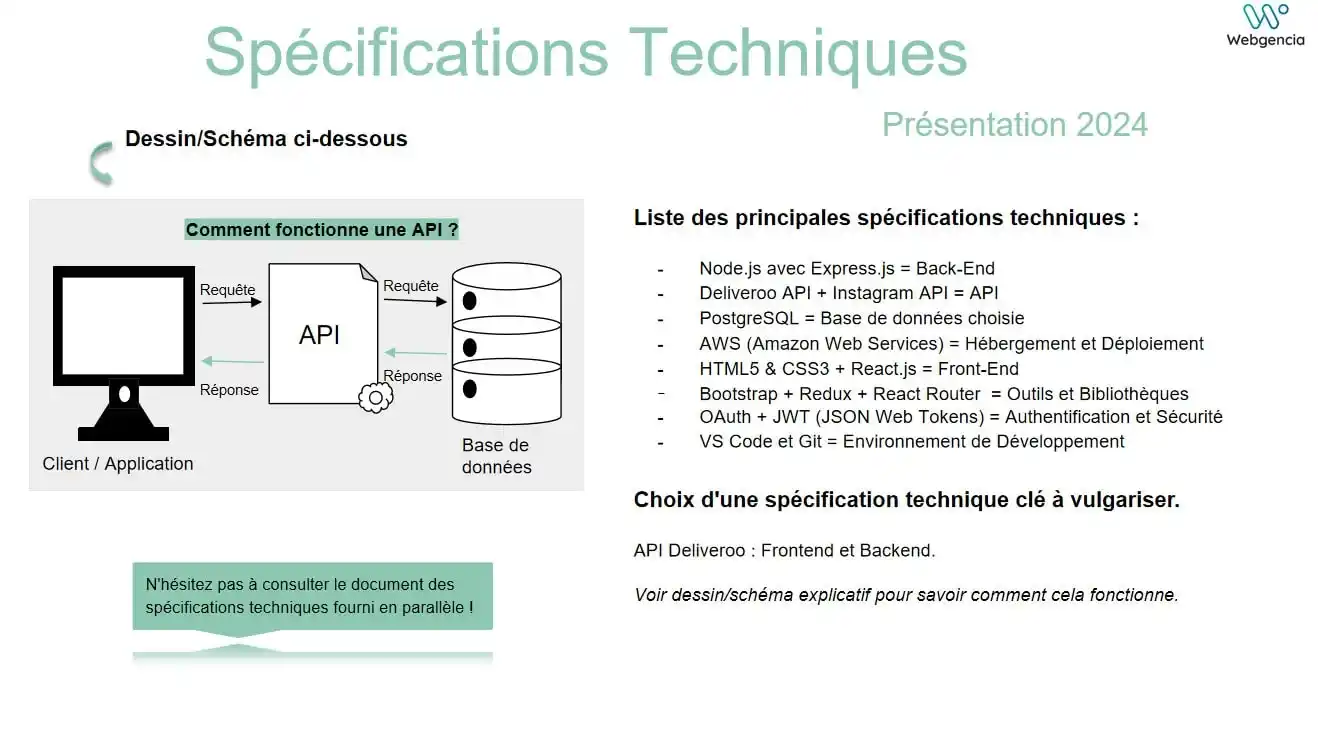 Spécifications Techniques
Webgencia
Présentation 2024
Dessin/Schéma ci-dessous
Comment fonctionne une API ?
Requête
Requête
API
Réponse
Réponse
Client / Application
Base de
données
N'hésitez pas à consulter le document des
spécifications techniques fourni en parallèle !
Liste des principales spécifications techniques :
- Node.js avec Express.js = Back-End
- Deliveroo API + Instagram API = API
- PostgreSQL = Base de données choisie
- AWS (Amazon Web Services) = Hébergement et Déploiement
- HTML5 & CSS3 + React.js = Front-End
- Bootstrap + Redux + React Router = Outils et Bibliothèques
- OAuth + JWT (JSON Web Tokens) = Authentification et Sécurité
- VS Code et Git = Environnement de Développement
Choix d'une spécification technique clé à vulgariser.
API Deliveroo : Frontend et Backend.
Voir dessin/schéma explicatif pour savoir comment cela fonctionne.